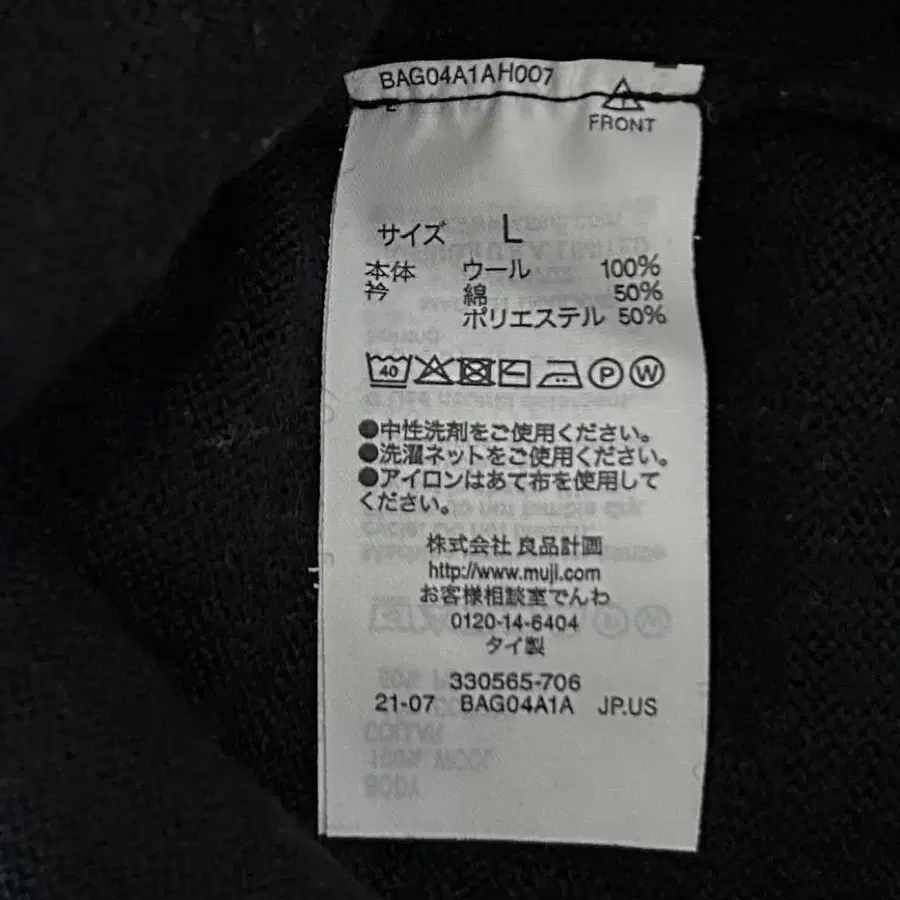 BAG04A1AH007
FRONT
サイズ L
本体 ウール 100%
衿 綿 50%
ポリエステル 50%
40 P W
●中性洗剤をご使用ください。
●洗濯ネットをご使用ください。
●アイロンはあて布を使用して
ください。
株式会社 良品計画
http://www.muji.com
お客様相談室でんわ
0120-14-6404
タイ製
330565-706
21-07 BAG04A1A JP.US